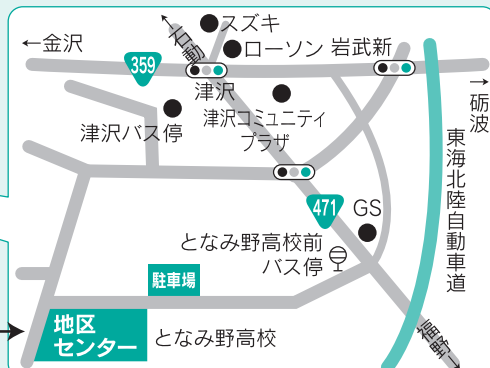 スズキ
←金沢
石動
ローソン
岩武新
359
津沢
→砺波
津沢コミュニティ
プラザ
津沢バス停
東海北陸自動車道
471
GS
となみ野高校前
バス停
駐車場
地区
センター
となみ野高校
福野